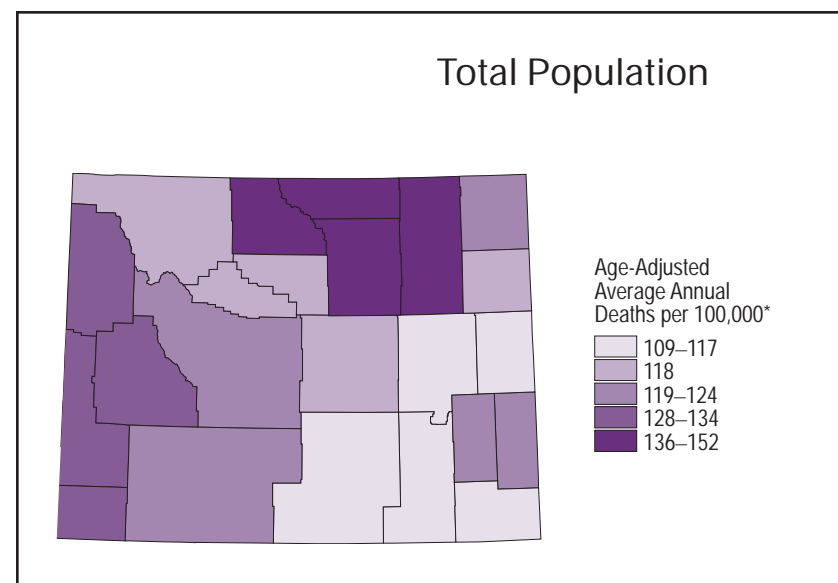 Total Population
Age-Adjusted
Average Annual
Deaths per 100,000*
109–117
118
119–124
128–134
136–152